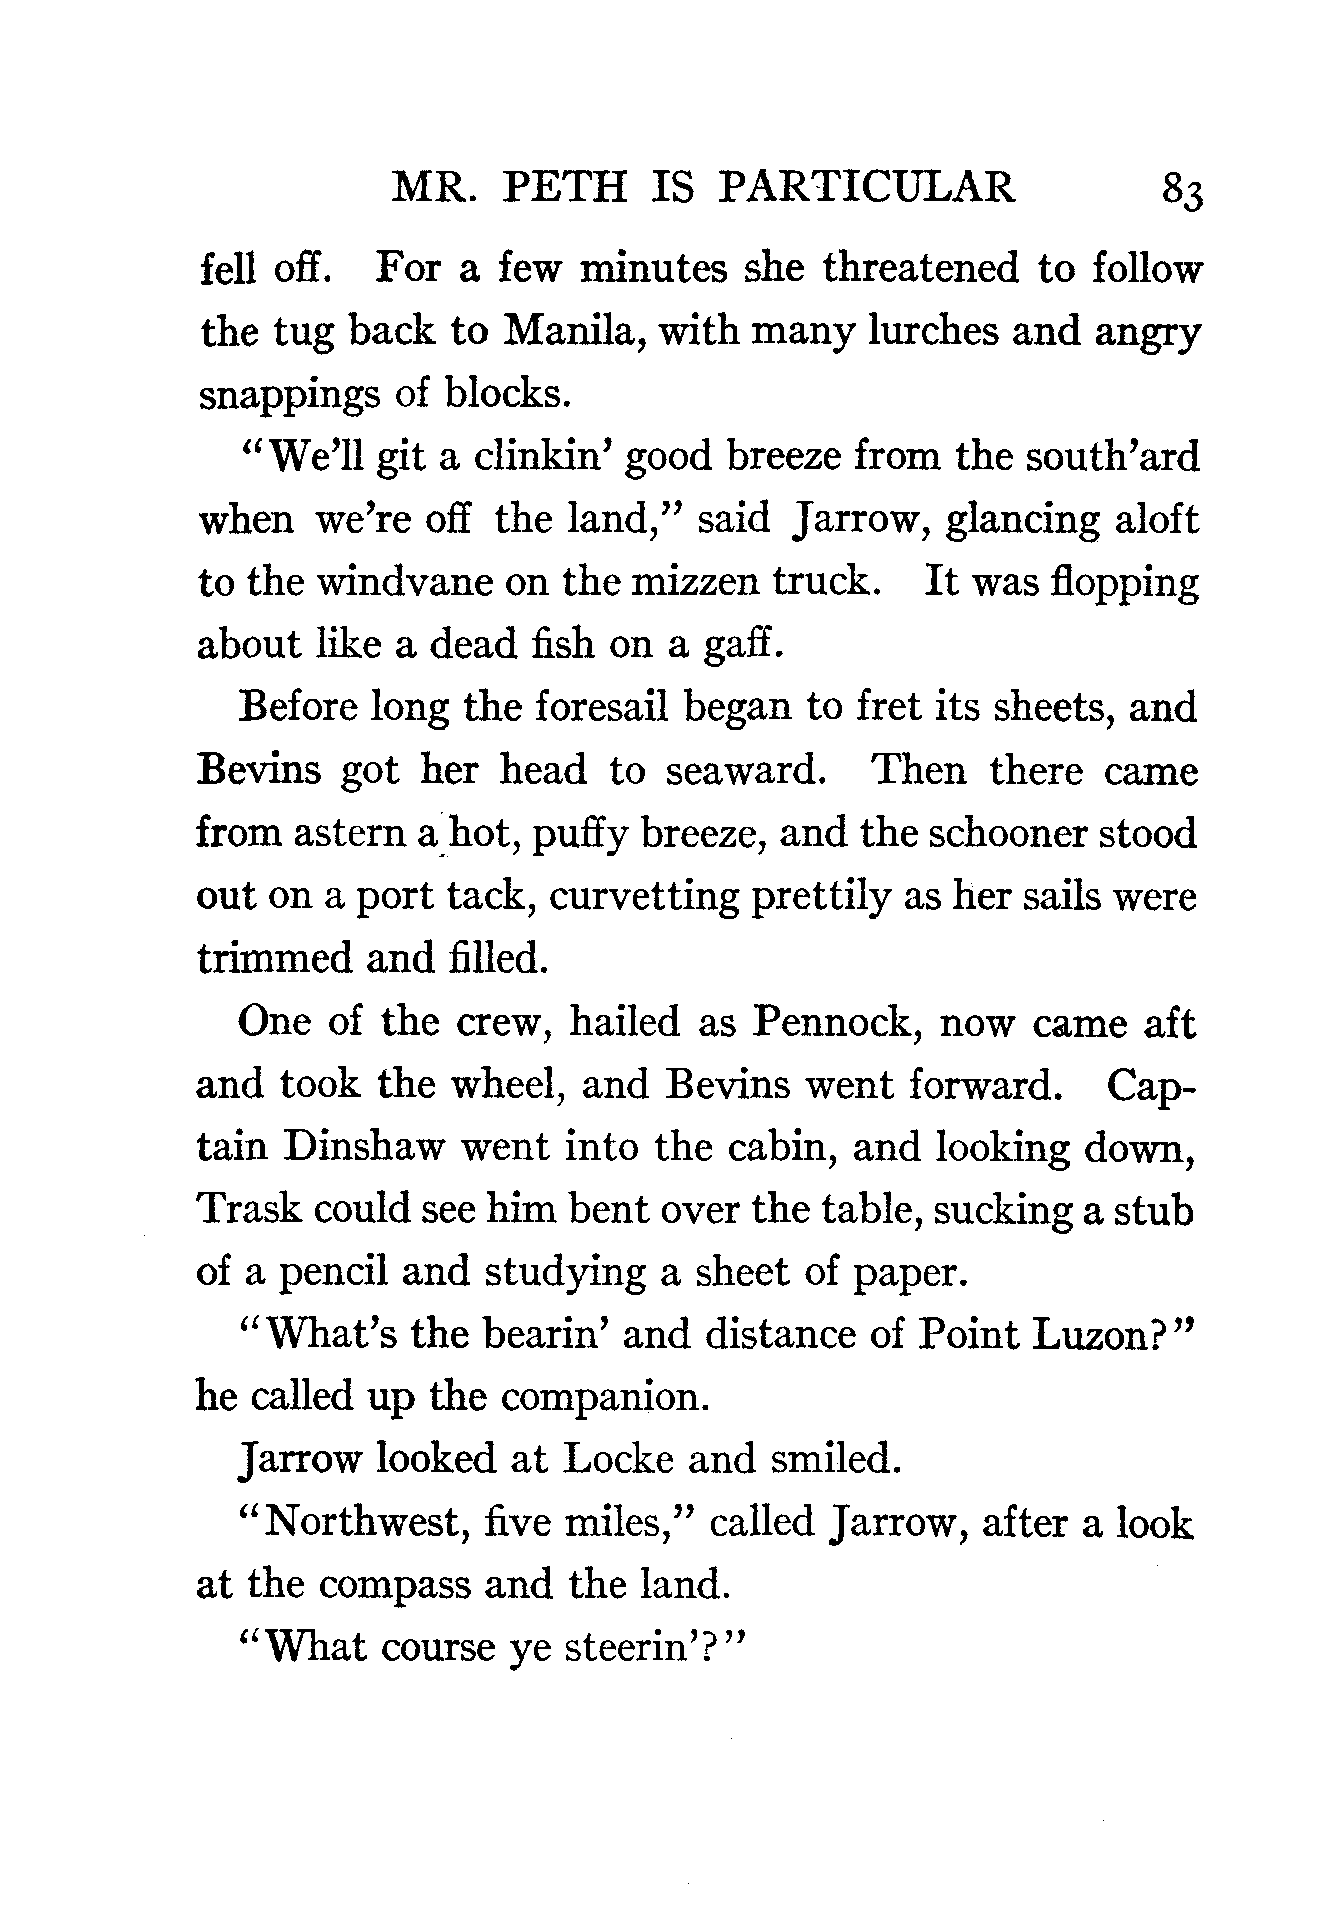 MR. PETH IS PARTICULAR 83
fell off. For a few minutes she threatened to follow
the tug back to Manila, with many lurches and angry
snappings of blocks.
"We'll git a clinkin' good breeze from the south'ard
when we're off the land," said Jarrow, glancing aloft
to the windvane on the mizzen truck. It was flopping
about like a dead fish on a gaff.
Before long the foresail began to fret its sheets, and
Bevins got her head to seaward. Then there came
from astern a hot, puffy breeze, and the schooner stood
out on a port tack, curvetting prettily as her sails were
trimmed and filled.
One of the crew, hailed as Pennock, now came aft
and took the wheel, and Bevins went forward. Cap-
tain Dinshaw went into the cabin, and looking down,
Trask could see him bent over the table, sucking a stub
of a pencil and studying a sheet of paper.
"What's the bearin' and distance of Point Luzon?"
he called up the companion.
Jarrow looked at Locke and smiled.
"Northwest, five miles," called Jarrow, after a look
at the compass and the land.
"What course ye steerin'?"